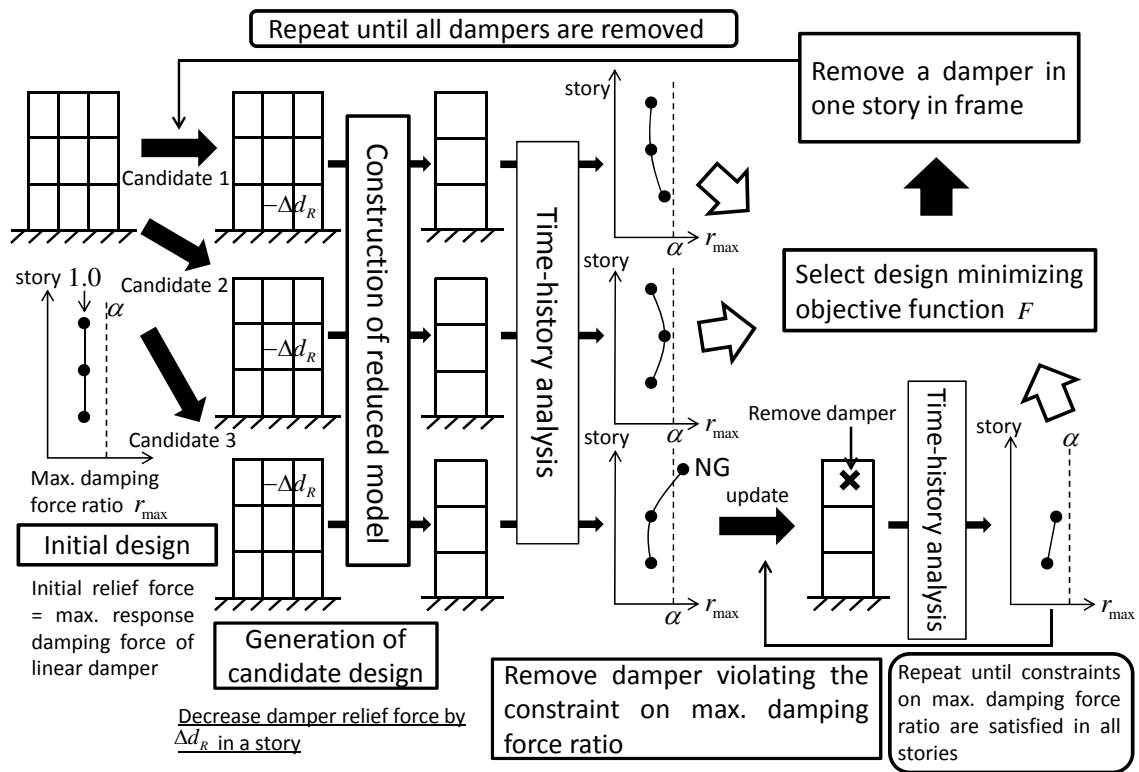 Repeat until all dampers are removed
Remove a damper in
one story in frame
story
Candidate 1
−Δd_R
Construction of reduced model
Time-history analysis
α
r_max
story
1.0
α
Candidate 2
−Δd_R
story
α
r_max
Select design minimizing
objective function F
Candidate 3
Max. damping
force ratio r_max
−Δd_R
story
NG
α
r_max
update
Remove damper
Time-history analysis
story
α
r_max
Initial design
Initial relief force
= max. response
damping force of
linear damper
Generation of
candidate design
Decrease damper relief force by
Δd_R in a story
Remove damper violating the
constraint on max. damping
force ratio
Repeat until constraints
on max. damping force
ratio are satisfied in all
stories